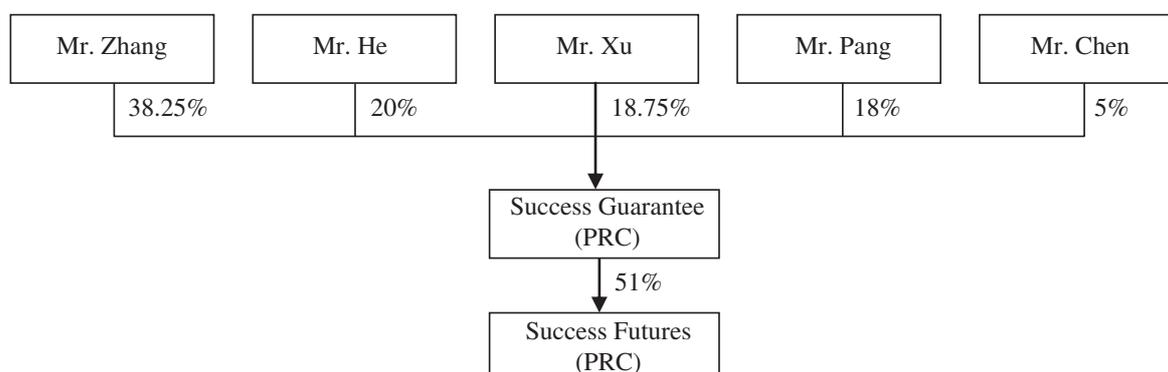 Mr. Zhang
Mr. He
Mr. Xu
Mr. Pang
Mr. Chen
38.25%
20%
18.75%
18%
5%
Success Guarantee
(PRC)
51%
Success Futures
(PRC)